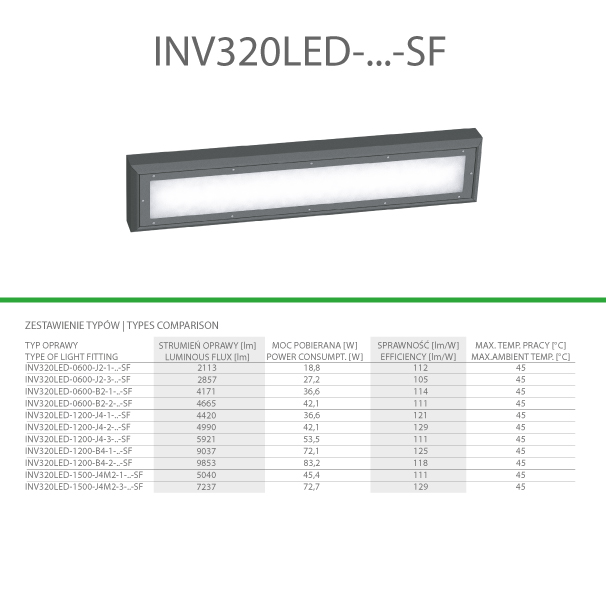 INV320LED-...-SF
ZESTAWIENIE TYPÓW | TYPES COMPARISON
TYP OPRAWY STRUMIEŃ OPRAWY [lm] MOC POBIERANA [W] SPRAWNOŚĆ [lm/W] MAX. TEMP. PRACY [°C]
TYPE OF LIGHT FITTING LUMINOUS FLUX [lm] POWER CONSUMPT. [W] EFFICIENCY [lm/W] MAX.AMBIENT TEMP. [°C]
INV320LED-0600-J2-1-..-SF 2113 18,8 112 45
INV320LED-0600-J2-3-..-SF 2857 27,2 105 45
INV320LED-0600-B2-1-..-SF 4171 36,6 114 45
INV320LED-0600-B2-2-..-SF 4665 42,1 111 45
INV320LED-1200-J4-1-..-SF 4420 36,6 121 45
INV320LED-1200-J4-2-..-SF 4990 42,1 129 45
INV320LED-1200-J4-3-..-SF 5921 53,5 111 45
INV320LED-1200-B4-1-..-SF 9037 72,1 125 45
INV320LED-1200-B4-2-..-SF 9853 83,2 118 45
INV320LED-1500-J4M2-1-..-SF 5040 45,4 111 45
INV320LED-1500-J4M2-3-..-SF 7237 72,7 129 45